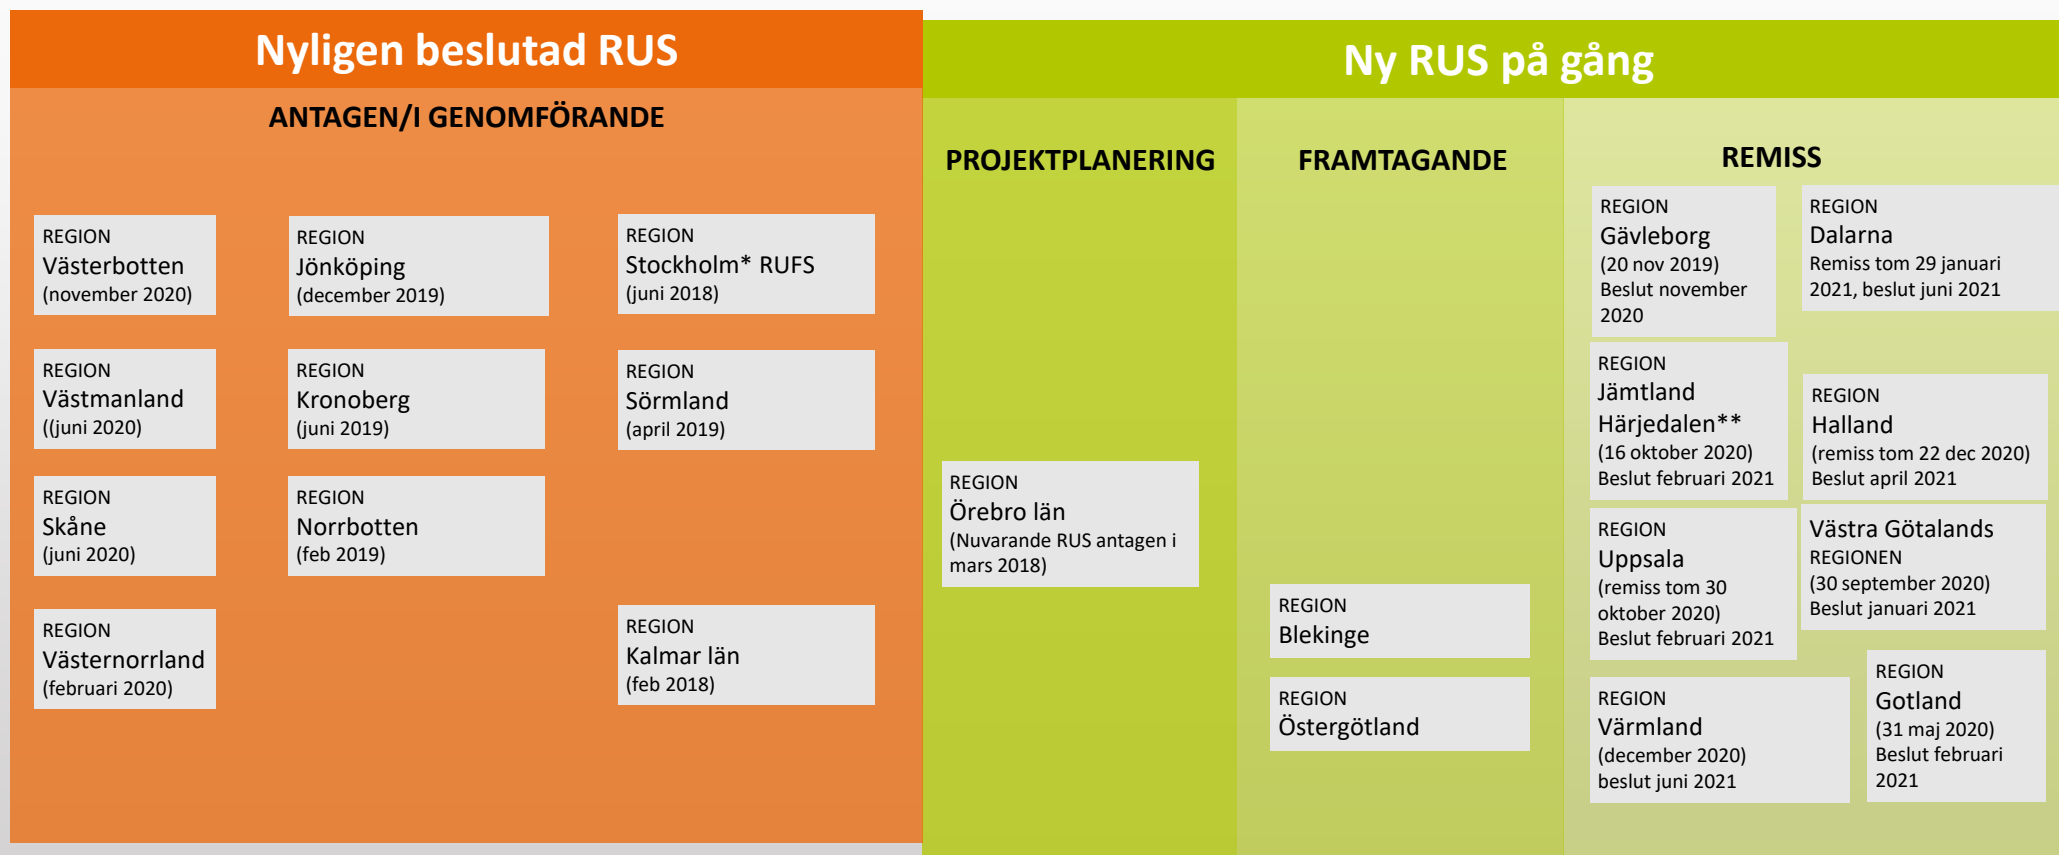 Nyligen beslutad RUS
ANTAGEN/I GENOMFÖRANDE
REGION
Västerbotten
(november 2020)
REGION
Jönköping
(december 2019)
REGION
Stockholm* RUFS
(juni 2018)
REGION
Västmanland
((juni 2020)
REGION
Kronoberg
(juni 2019)
REGION
Sörmland
(april 2019)
REGION
Skåne
(juni 2020)
REGION
Norrbotten
(feb 2019)
REGION
Västernorrland
(februari 2020)
REGION
Kalmar län
(feb 2018)
Ny RUS på gång
PROJEKTPLANERING
REGION
Örebro län
(Nuvarande RUS antagen i
mars 2018)
FRAMTAGANDE
REGION
Blekinge
REGION
Östergötland
REMISS
REGION
Gävleborg
(20 nov 2019)
Beslut november
2020
REGION
Dalarna
Remiss tom 29 januari
2021, beslut juni 2021
REGION
Jämtland
Härjedalen**
(16 oktober 2020)
Beslut februari 2021
REGION
Halland
(remiss tom 22 dec 2020)
Beslut april 2021
REGION
Uppsala
(remiss tom 30
oktober 2020)
Beslut februari 2021
Västra Götalands
REGIONEN
(30 september 2020)
Beslut januari 2021
REGION
Värmland
(december 2020)
beslut juni 2021
REGION
Gotland
(31 maj 2020)
Beslut februari
2021